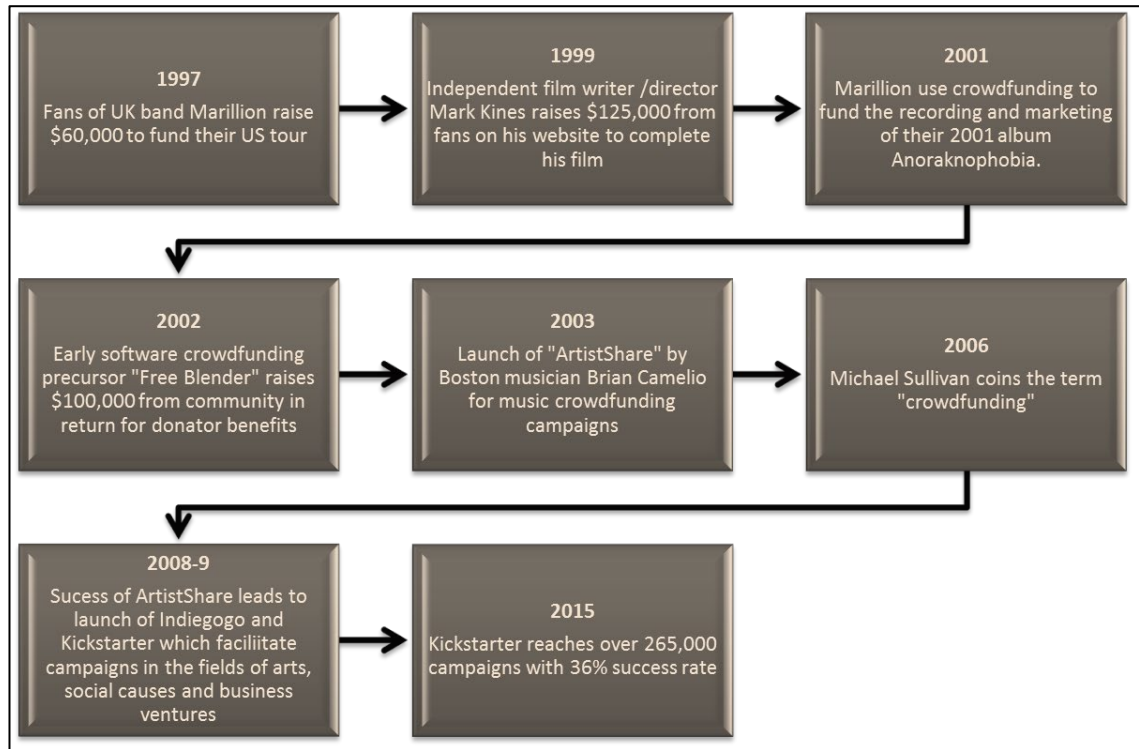 1997
Fans of UK band Marillion raise
$60,000 to fund their US tour
1999
Independent film writer /director
Mark Kines raises $125,000 from
fans on his website to complete
his film
2001
Marillion use crowdfunding to
fund the recording and marketing
of their 2001 album
Anoraknophobia.
2002
Early software crowdfunding
precursor "Free Blender" raises
$100,000 from community in
return for donator benefits
2003
Launch of "ArtistShare" by
Boston musician Brian Camelio
for music crowdfunding
campaigns
2006
Michael Sullivan coins the term
"crowdfunding"
2008-9
Sucess of ArtistShare leads to
launch of Indiegogo and
Kickstarter which faciliitate
campaigns in the fields of arts,
social causes and business
ventures
2015
Kickstarter reaches over 265,000
campaigns with 36% success rate